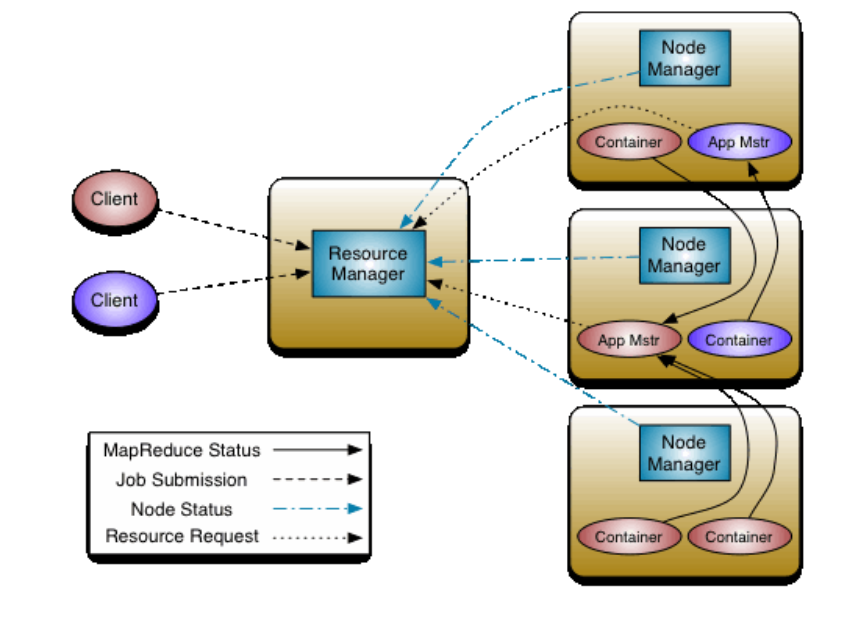 Node
Manager
Container
App Mstr
Client
Resource
Manager
Client
Node
Manager
App Mstr
Container
MapReduce Status
Job Submission
Node Status
Resource Request
Node
Manager
Container
Container